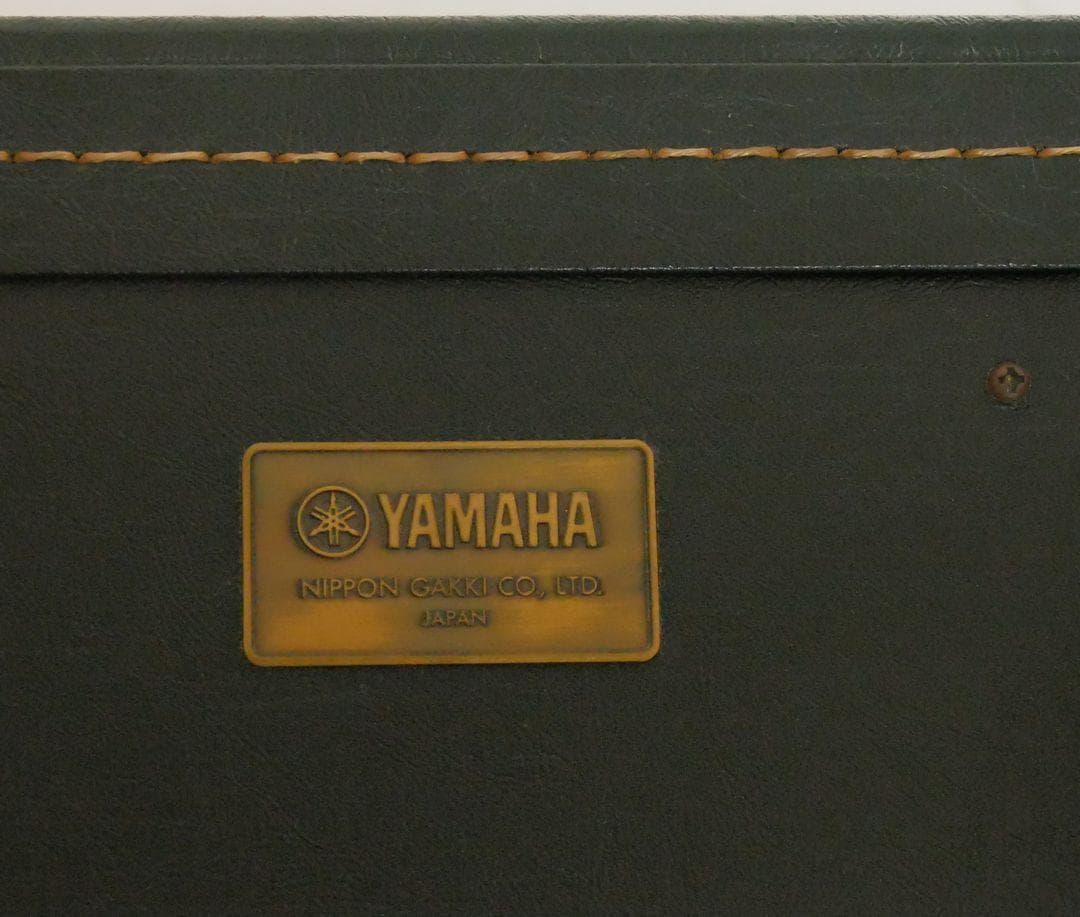 YAMAHA
NIPPON GAKKI CO., LTD.
JAPAN